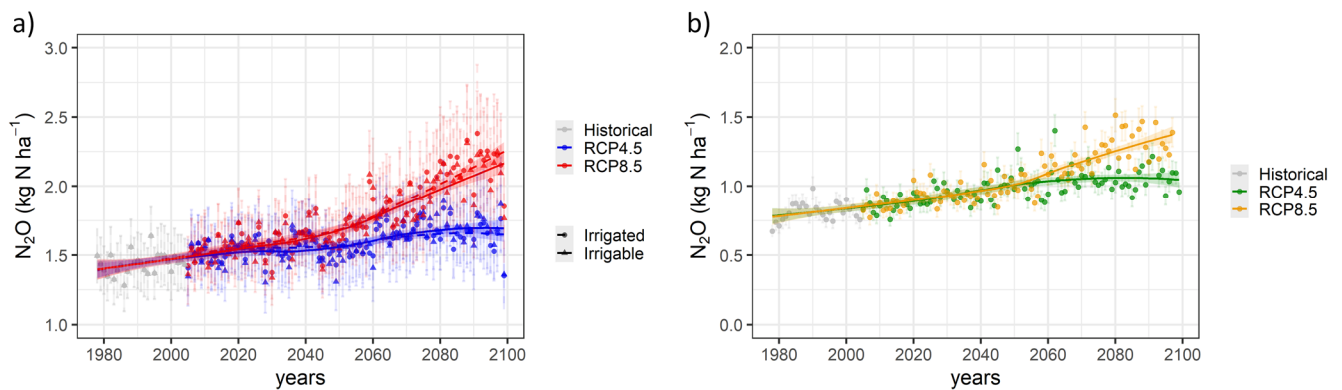 a)
3.0
2.5
2.0
1.5
1.0
N₂O (kg N ha⁻¹)
1980 2000 2020 2040 2060 2080 2100
years
Historical
RCP4.5
RCP8.5
Irrigated
Irrigable
b)
2.0
1.5
1.0
0.5
0.0
N₂O (kg N ha⁻¹)
1980 2000 2020 2040 2060 2080 2100
years
Historical
RCP4.5
RCP8.5